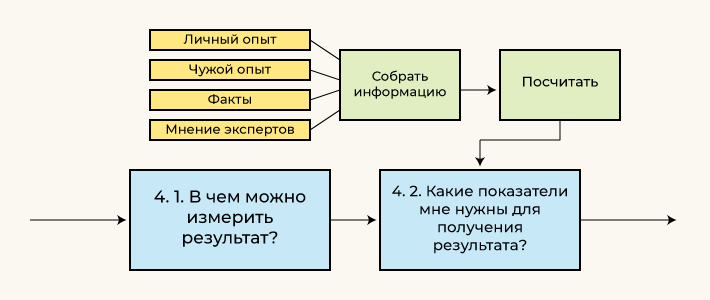 Личный опыт
Чужой опыт
Факты
Мнение экспертов
Собрать
информацию
Посчитать
4. 1. В чем можно
измерить
результат?
4. 2. Какие показатели
мне нужны для
получения
результата?